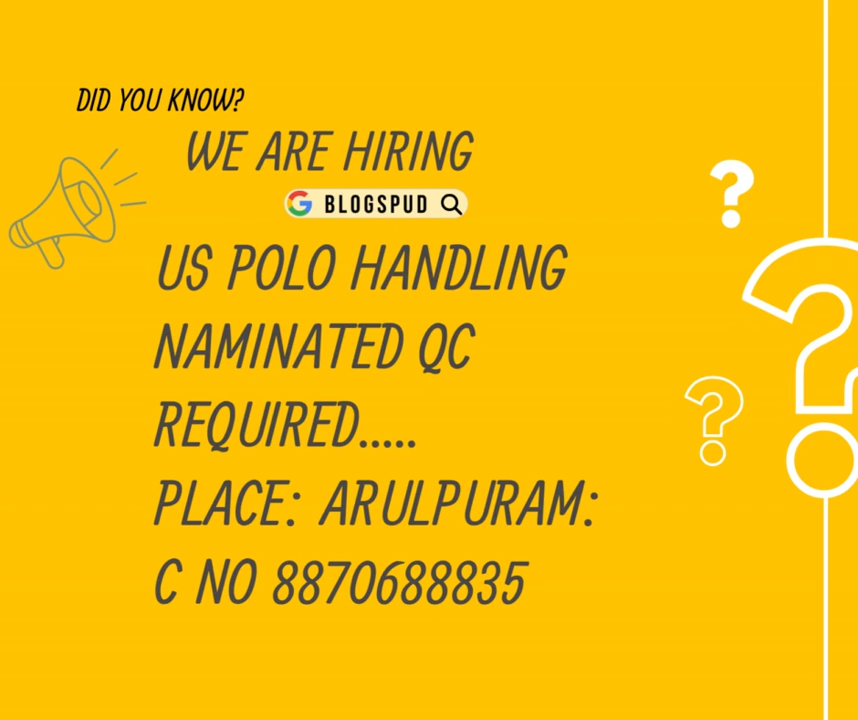 DID YOU KNOW?
WE ARE HIRING
BLOGSPUD
US POLO HANDLING
NAMINATED QC
REQUIRED.....
PLACE: ARULPURAM:
C NO 8870688835